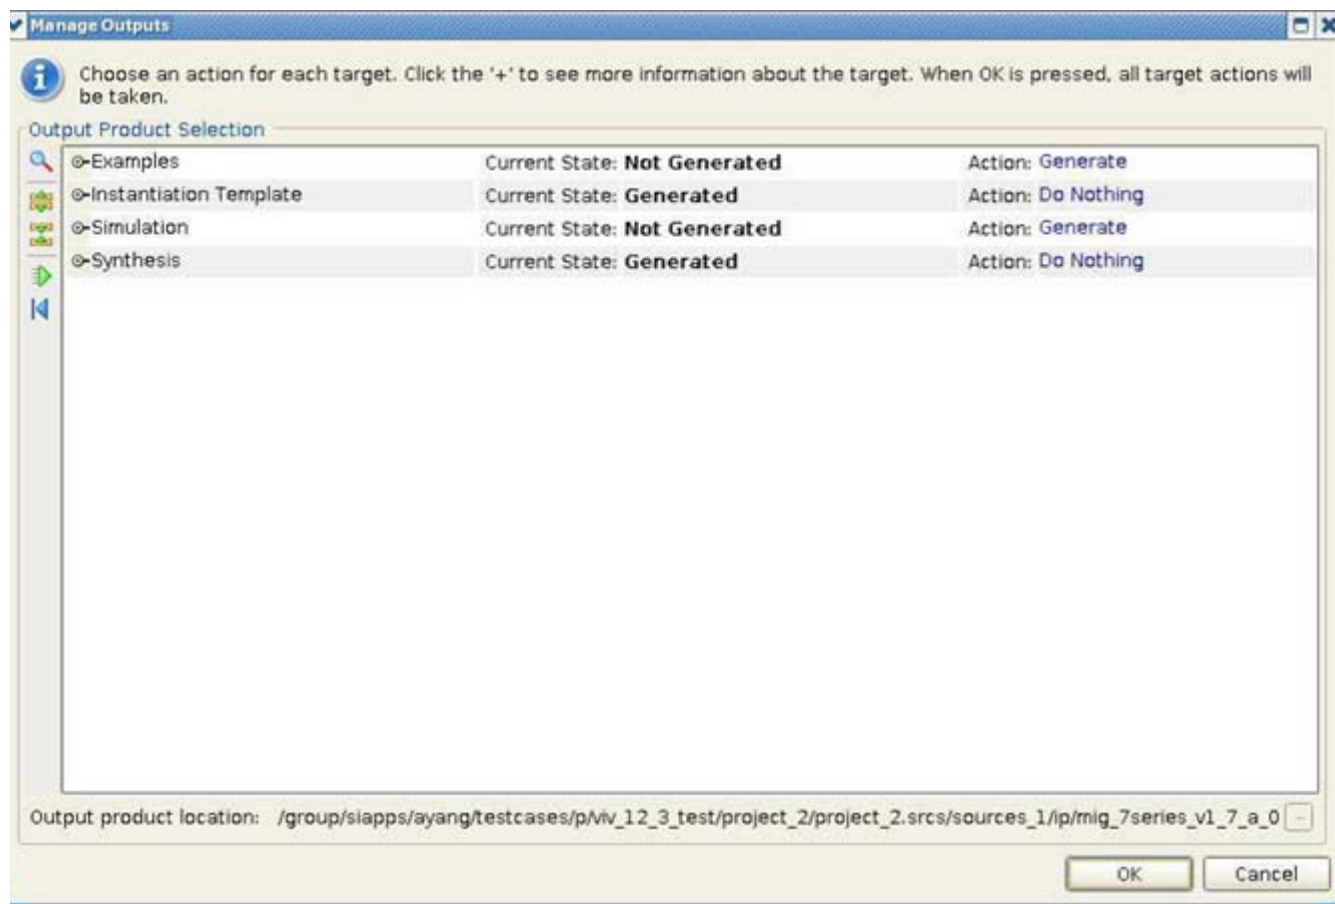 Manage Outputs
Choose an action for each target. Click the '+' to see more information about the target. When OK is pressed, all target actions will
be taken.
Output Product Selection
Examples Current State: Not Generated Action: Generate
Instantiation Template Current State: Generated Action: Do Nothing
Simulation Current State: Not Generated Action: Generate
Synthesis Current State: Generated Action: Do Nothing
Output product location: /group/siapps/ayang/testcases/p/viv_12_3_test/project_2/project_2.srcs/sources_1/ip/mig_7series_v1_7_a_0
OK Cancel